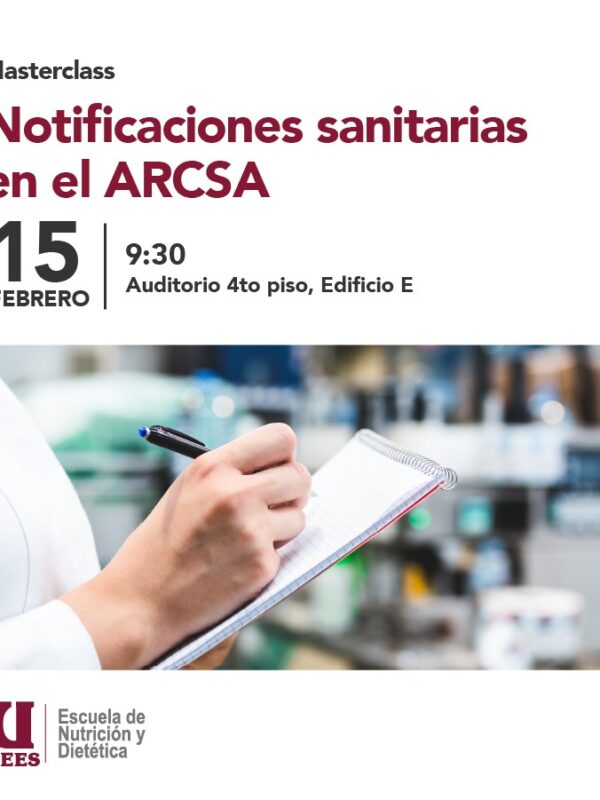 Masterclass
Notificaciones sanitarias
en el ARCSA
15
FEBRERO
9:30
Auditorio 4to piso, Edificio E
U
EES
Escuela de
Nutrición y
Dietética